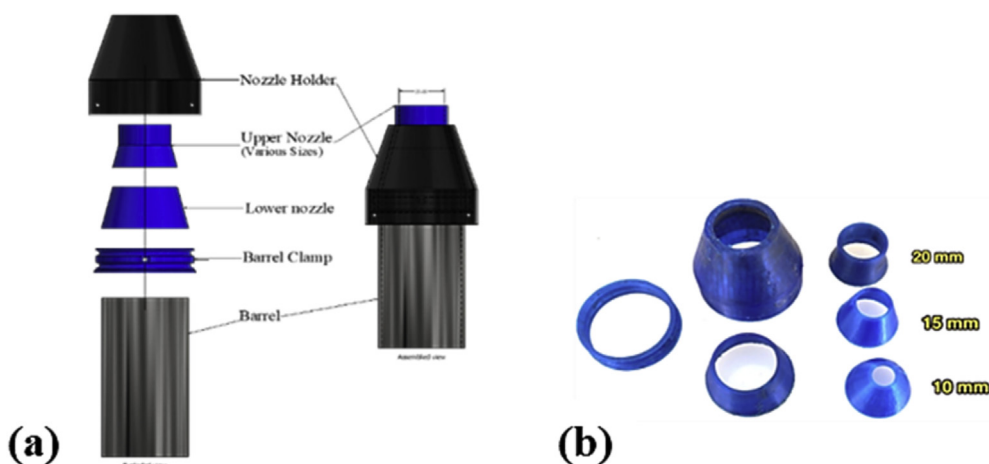 Nozzle Holder
Upper Nozzle
(Various Sizes)
Lower nozzle
Barrel Clamp
Barrel
Assembled view
(a)
20 mm
15 mm
10 mm
(b)